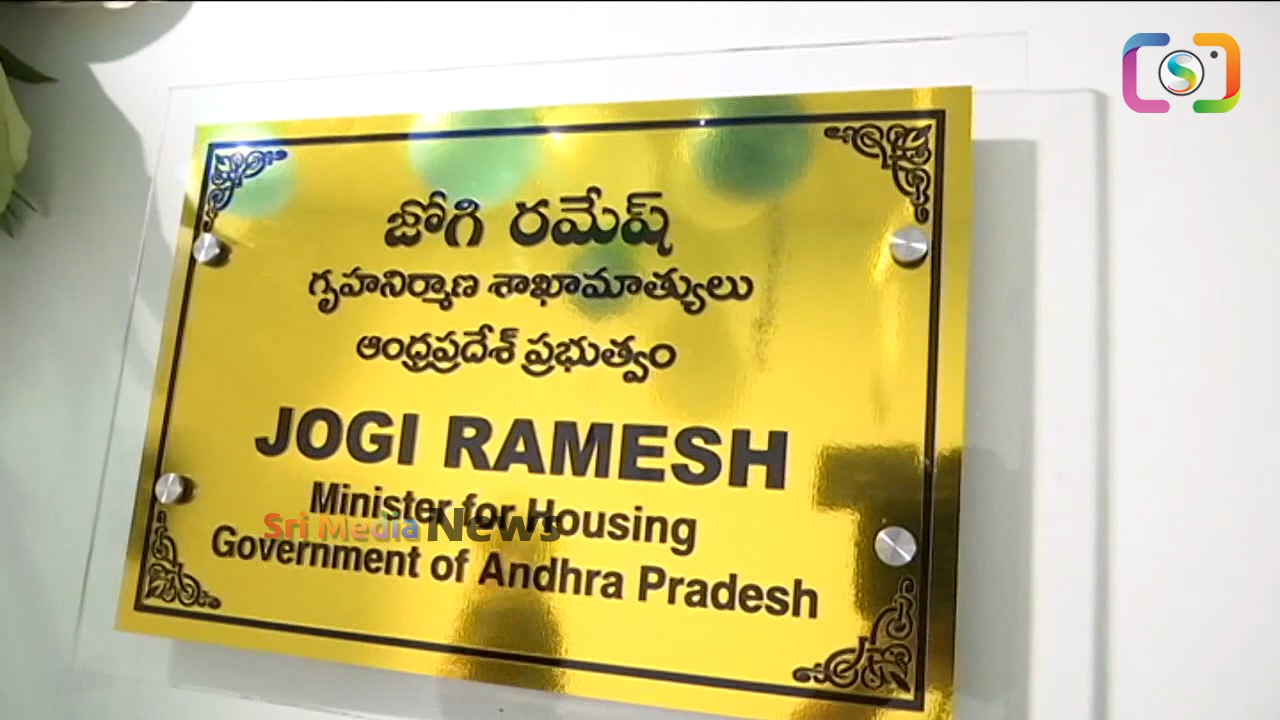 జోగి రమేష్
గృహనిర్మాణ శాఖామాత్యులు
ఆంధ్రప్రదేశ్ ప్రభుత్వం
JOGI RAMESH
Minister for Housing
Government of Andhra Pradesh
Sri Media News
S